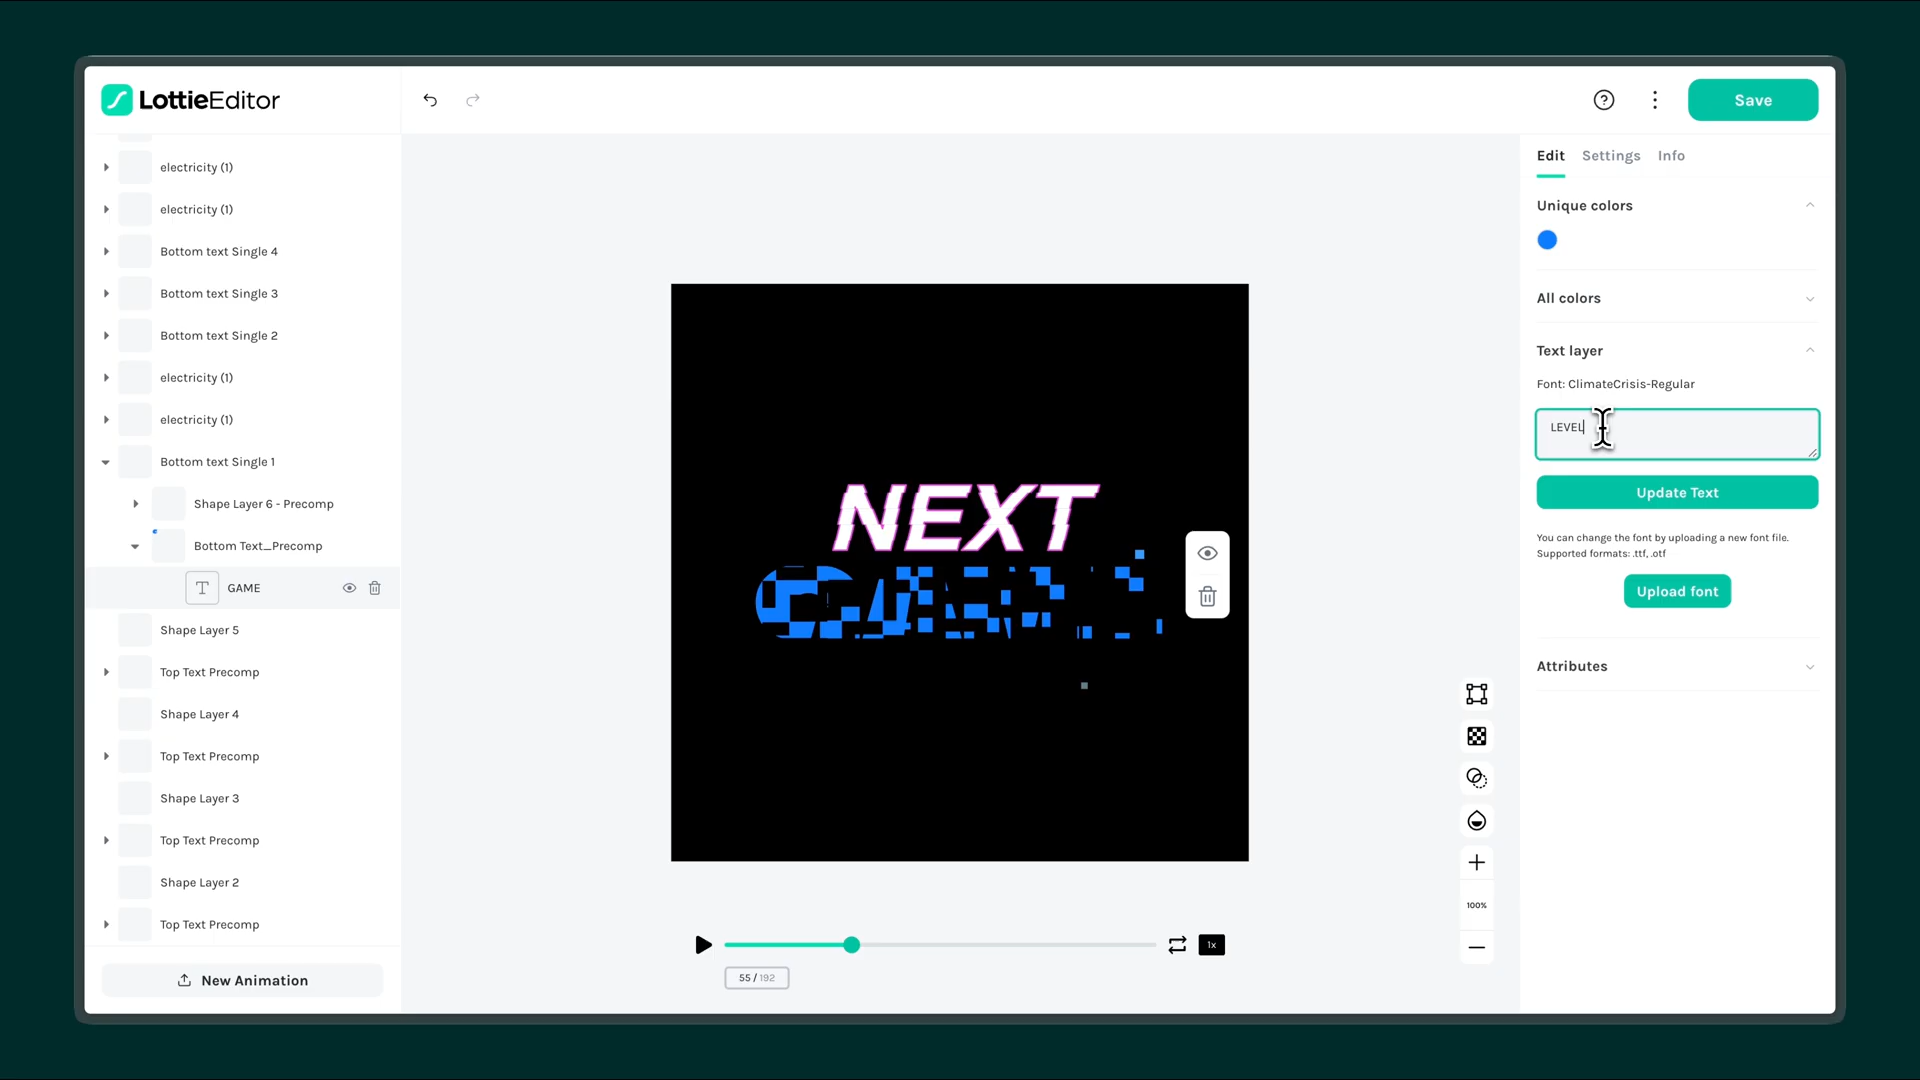 LottieEditor
Save
electricity (1)
electricity (1)
Bottom text Single 4
Bottom text Single 3
Bottom text Single 2
electricity (1)
electricity (1)
Bottom text Single 1
Shape Layer 6 - Precomp
Bottom Text_Precomp
T GAME
Shape Layer 5
Top Text Precomp
Shape Layer 4
Top Text Precomp
Shape Layer 3
Top Text Precomp
Shape Layer 2
Top Text Precomp
New Animation
NEXT
1x
55 / 192
100%
Edit Settings Info
Unique colors
All colors
Text layer
Font: ClimateCrisis-Regular
LEVEL
Update Text
You can change the font by uploading a new font file.
Supported formats: .ttf, .otf
Upload font
Attributes